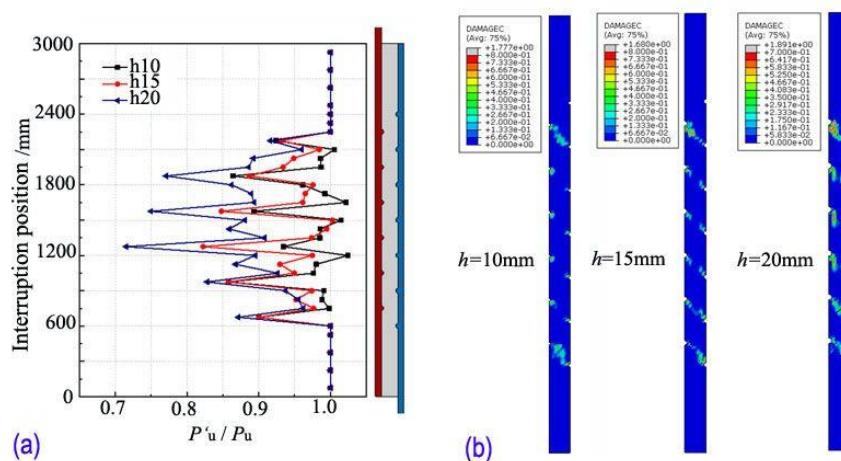 3000
2400
1800
1200
600
0
Interruption position /mm
h10
h15
h20
0.7 0.8 0.9 1.0
P'u / Pu
(a)
DAMAGEC
(Avg: 75%)
+1.777e+00
+8.000e-01
+7.333e-01
+6.667e-01
+6.000e-01
+5.333e-01
+4.667e-01
+4.000e-01
+3.333e-01
+2.667e-01
+2.000e-01
+1.333e-01
+6.667e-02
+0.000e+00
h=10mm
DAMAGEC
(Avg: 75%)
+1.680e+00
+8.000e-01
+7.333e-01
+6.667e-01
+6.000e-01
+5.333e-01
+4.667e-01
+4.000e-01
+3.333e-01
+2.667e-01
+2.000e-01
+1.333e-01
+6.667e-02
+0.000e+00
h=15mm
DAMAGEC
(Avg: 75%)
+1.891e+00
+7.000e-01
+6.417e-01
+5.833e-01
+5.250e-01
+4.667e-01
+4.083e-01
+3.500e-01
+2.917e-01
+2.333e-01
+1.750e-01
+1.167e-01
+5.833e-02
+0.000e+00
h=20mm
(b)